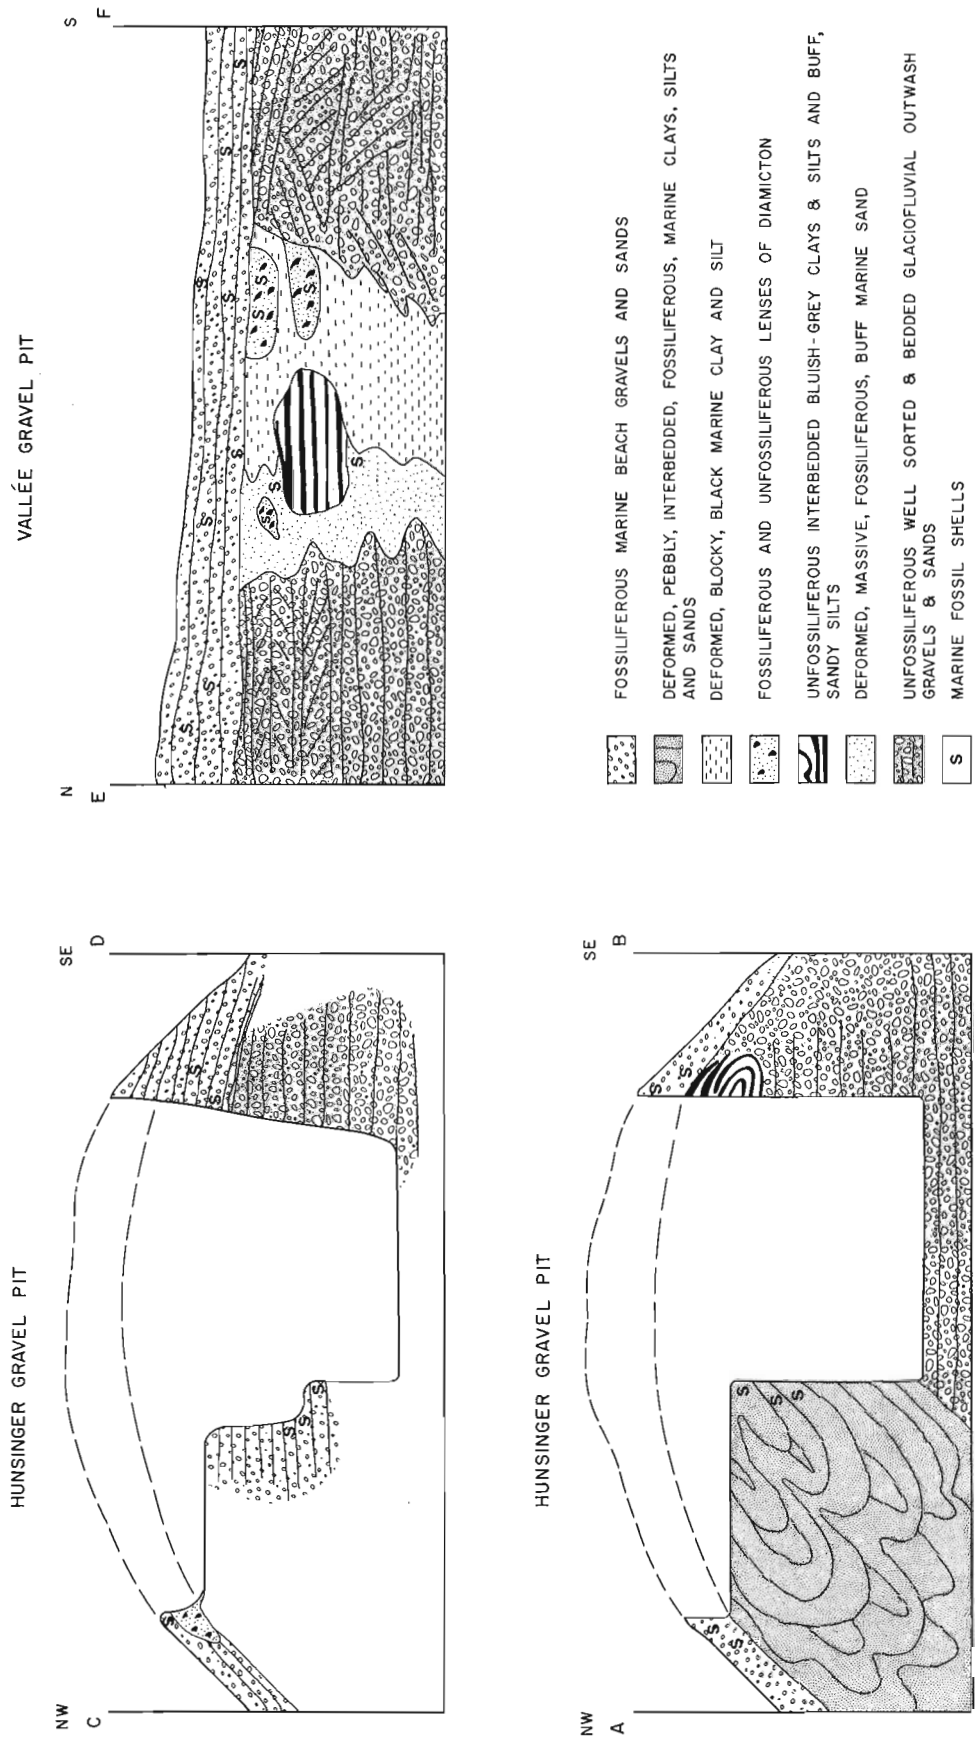 HUNSINGER GRAVEL PIT
NW
C
SE
D
S S S S S S
VALLÉE GRAVEL PIT
N
E
S
F
S S S S S S S S S S S S S
HUNSINGER GRAVEL PIT
NW
A
SE
B
S S S S S S S
FOSSILIFEROUS MARINE BEACH GRAVELS AND SANDS
DEFORMED, PEBBLY, INTERBEDDED, FOSSILIFEROUS, MARINE CLAYS, SILTS
AND SANDS
DEFORMED, BLOCKY, BLACK MARINE CLAY AND SILT
FOSSILIFEROUS AND UNFOSSILIFEROUS LENSES OF DIAMICTON
UNFOSSILIFEROUS INTERBEDDED BLUISH-GREY CLAYS & SILTS AND BUFF,
SANDY SILTS
DEFORMED, MASSIVE, FOSSILIFEROUS, BUFF MARINE SAND
UNFOSSILIFEROUS WELL SORTED & BEDDED GLACIOFLUVIAL OUTWASH
GRAVELS & SANDS
S MARINE FOSSIL SHELLS